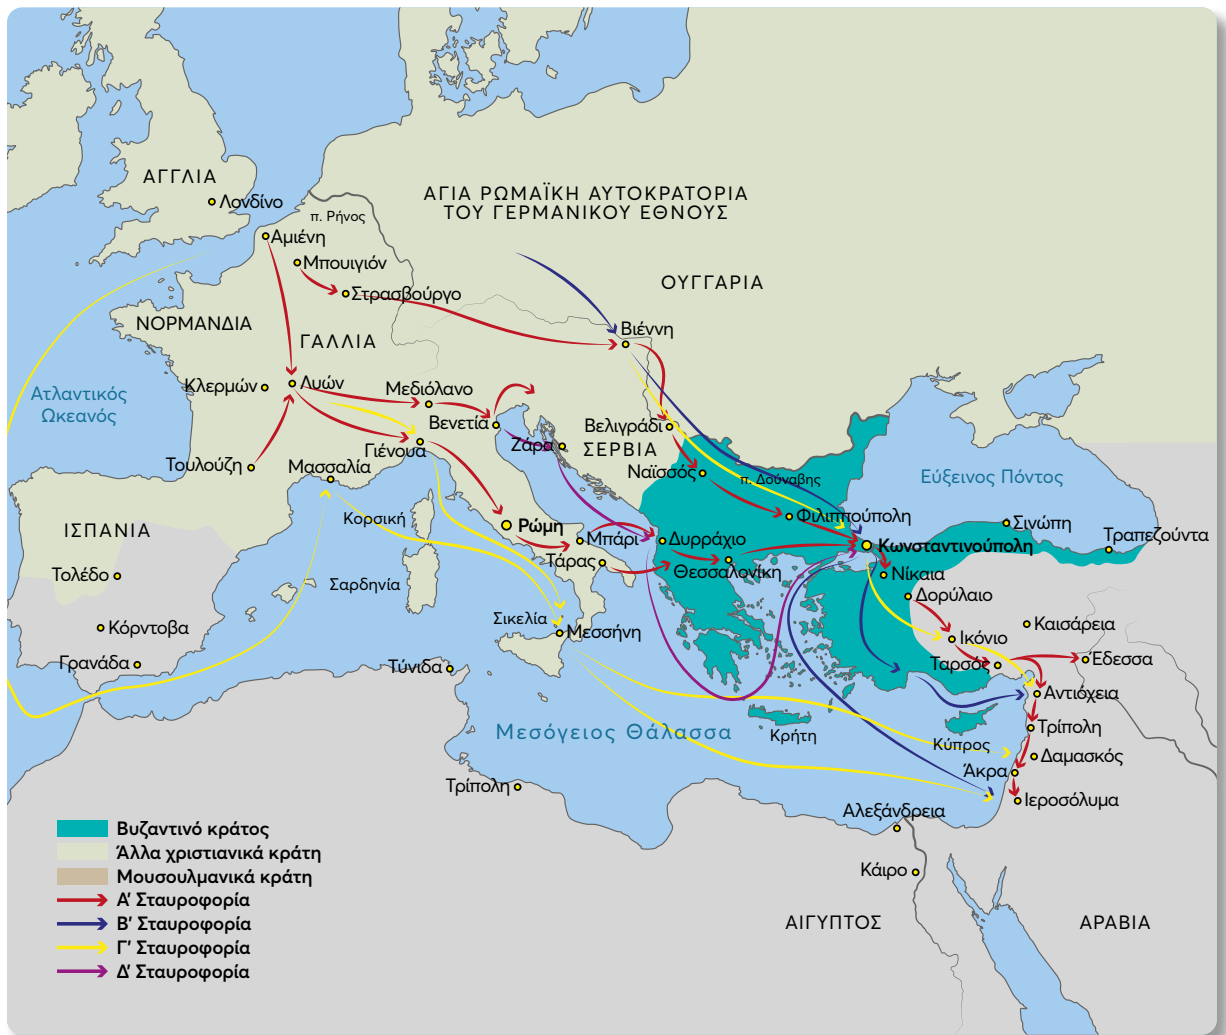 ΑΓΓΛΙΑ
Λονδίνο
ΑΓΙΑ ΡΩΜΑΪΚΗ ΑΥΤΟΚΡΑΤΟΡΙΑ
ΤΟΥ ΓΕΡΜΑΝΙΚΟΥ ΕΘΝΟΥΣ
π. Ρήνος
Αμιένη
Μπουιγιόν
Στρασβούργο
ΟΥΓΓΑΡΙΑ
ΝΟΡΜΑΝΔΙΑ
ΓΑΛΛΙΑ
Βιέννη
Κλερμών
Λυών
Μεδιόλανο
Ατλαντικός
Ωκεανός
Βενετία
Βελιγράδι
Ζάρα
ΣΕΡΒΙΑ
Γιένουα
Τουλούζη
Μασσαλία
Ναϊσσός
π. Δούναβης
Εύξεινος Πόντος
ΙΣΠΑΝΙΑ
Κορσική
Ρώμη
Μπάρι
Δυρράχιο
Φιλιππούπολη
Σινώπη
Τραπεζούντα
Κωνσταντινούπολη
Τολέδο
Σαρδηνία
Τάρας
Θεσσαλονίκη
Νίκαια
Δορύλαιο
Κόρντοβα
Σικελία
Μεσσήνη
Ικόνιο
Καισάρεια
Γρανάδα
Τύνιδα
Ταρσός
Έδεσσα
Αντιόχεια
Μεσόγειος Θάλασσα
Κρήτη
Κύπρος
Τρίπολη
Δαμασκός
Άκρα
Τρίπολη
Ιεροσόλυμα
Αλεξάνδρεια
Κάιρο
ΑΙΓΥΠΤΟΣ
ΑΡΑΒΙΑ
Βυζαντινό κράτος
Άλλα χριστιανικά κράτη
Μουσουλμανικά κράτη
Α' Σταυροφορία
Β' Σταυροφορία
Γ' Σταυροφορία
Δ' Σταυροφορία